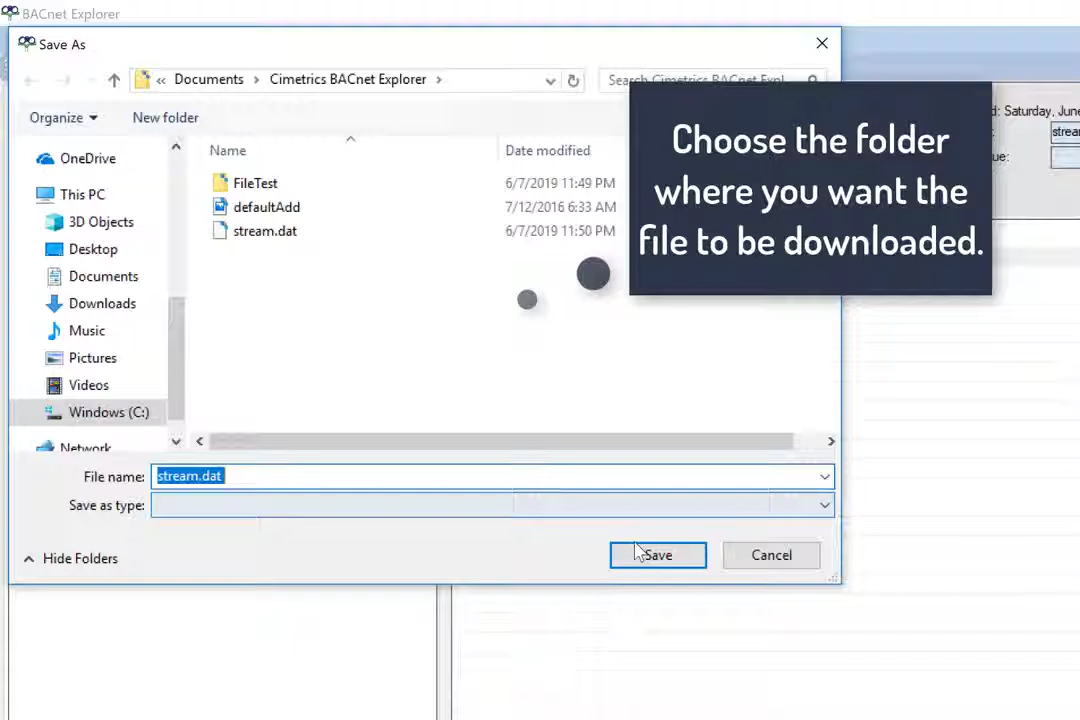 BACnet Explorer
Save As
« Documents > Cimetrics BACnet Explorer >
Search Cimetrics BACnet Expl
Organize
New folder
d: Saturday, June
Choose the folder
where you want the
file to be downloaded.
strear
ue:
Name
Date modified
OneDrive
This PC
3D Objects
Desktop
Documents
Downloads
Music
Pictures
Videos
Windows (C:)
Network
FileTest 6/7/2019 11:49 PM
defaultAdd 7/12/2016 6:33 AM
stream.dat 6/7/2019 11:50 PM
File name: stream.dat
Save as type:
Hide Folders
Save
Cancel